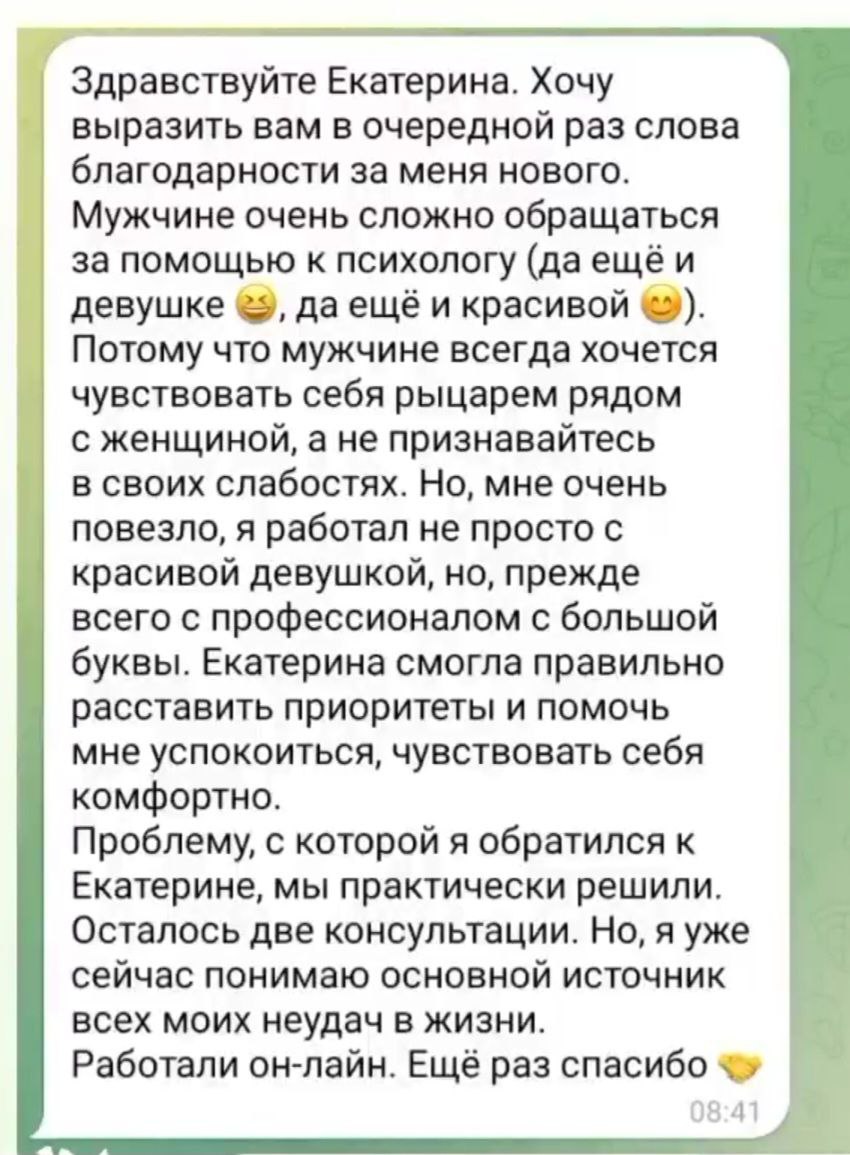 Здравствуйте Екатерина. Хочу
выразить вам в очередной раз слова
благодарности за меня нового.
Мужчине очень сложно обращаться
за помощью к психологу (да ещё и
девушке 😆, да ещё и красивой 😊).
Потому что мужчине всегда хочется
чувствовать себя рыцарем рядом
с женщиной, а не признавайтесь
в своих слабостях. Но, мне очень
повезло, я работал не просто с
красивой девушкой, но, прежде
всего с профессионалом с большой
буквы. Екатерина смогла правильно
расставить приоритеты и помочь
мне успокоиться, чувствовать себя
комфортно.
Проблему, с которой я обратился к
Екатерине, мы практически решили.
Осталось две консультации. Но, я уже
сейчас понимаю основной источник
всех моих неудач в жизни.
Работали он-лайн. Ещё раз спасибо 🤝
08:41